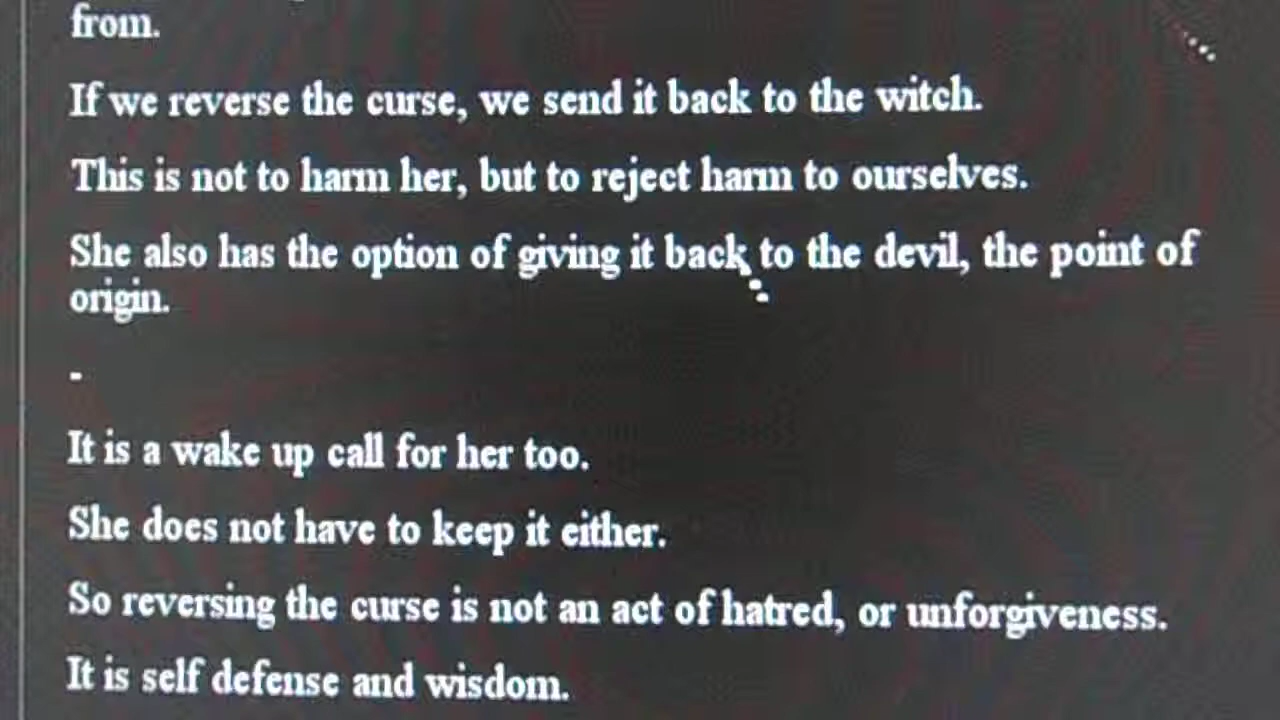 from.
If we reverse the curse, we send it back to the witch.
This is not to harm her, but to reject harm to ourselves.
She also has the option of giving it back to the devil, the point of
origin.
-
It is a wake up call for her too.
She does not have to keep it either.
So reversing the curse is not an act of hatred, or unforgiveness.
It is self defense and wisdom.